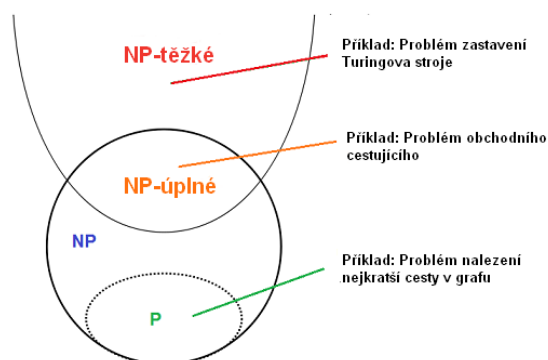 NP-těžké
Příklad: Problém zastavení
Turingova stroje
Příklad: Problém obchodního
cestujícího
NP-úplné
NP
Příklad: Problém nalezení
nejkratší cesty v grafu
P